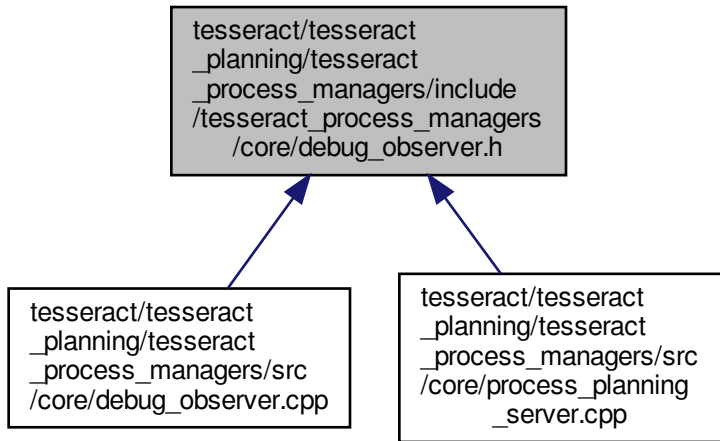 tesseract/tesseract
_planning/tesseract
_process_managers/include
/tesseract_process_managers
/core/debug_observer.h
tesseract/tesseract
_planning/tesseract
_process_managers/src
/core/debug_observer.cpp
tesseract/tesseract
_planning/tesseract
_process_managers/src
/core/process_planning
_server.cpp